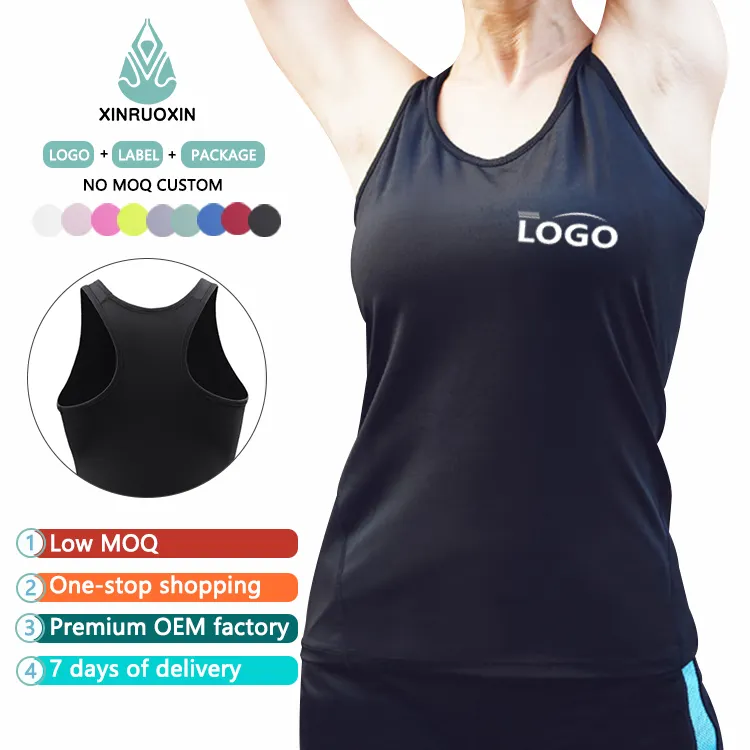 XINRUOXIN
LOGO + LABEL + PACKAGE
NO MOQ CUSTOM
LOGO
1 Low MOQ
2 One-stop shopping
3 Premium OEM factory
4 7 days of delivery